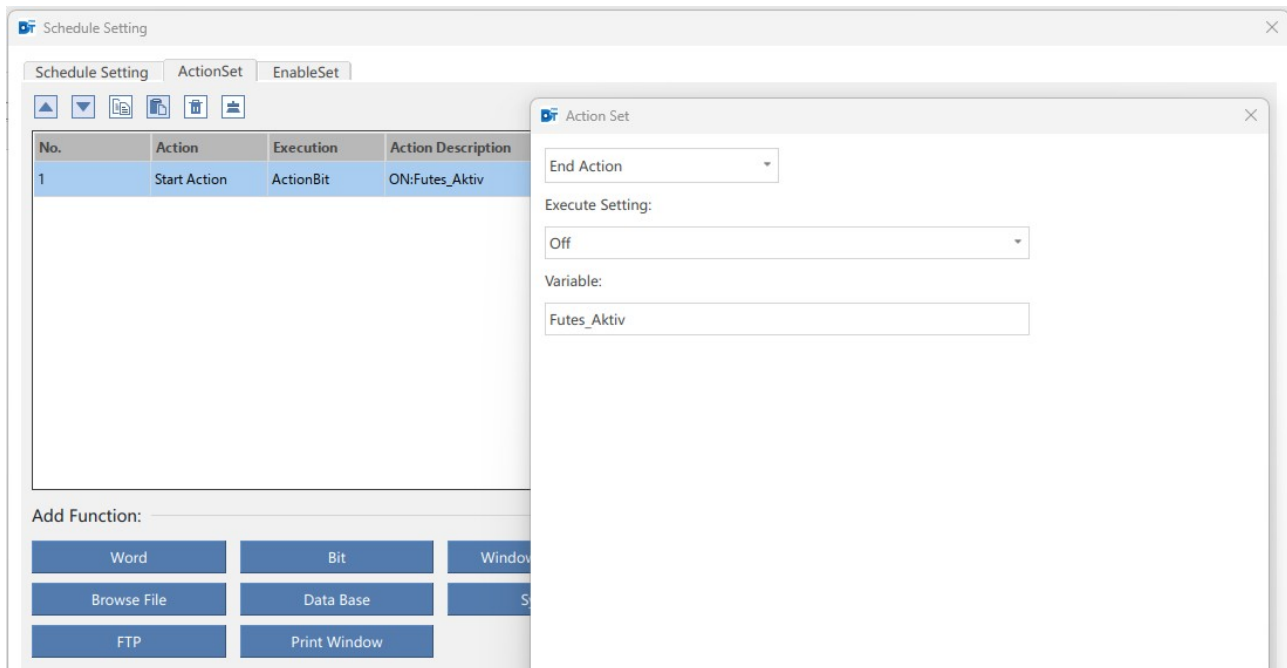 Schedule Setting
Schedule Setting ActionSet EnableSet
No. Action Execution Action Description
1 Start Action ActionBit ON:Futes_Aktiv
Add Function:
Word Bit
Browse File Data Base
FTP Print Window
Action Set
End Action
Execute Setting:
Off
Variable:
Futes_Aktiv